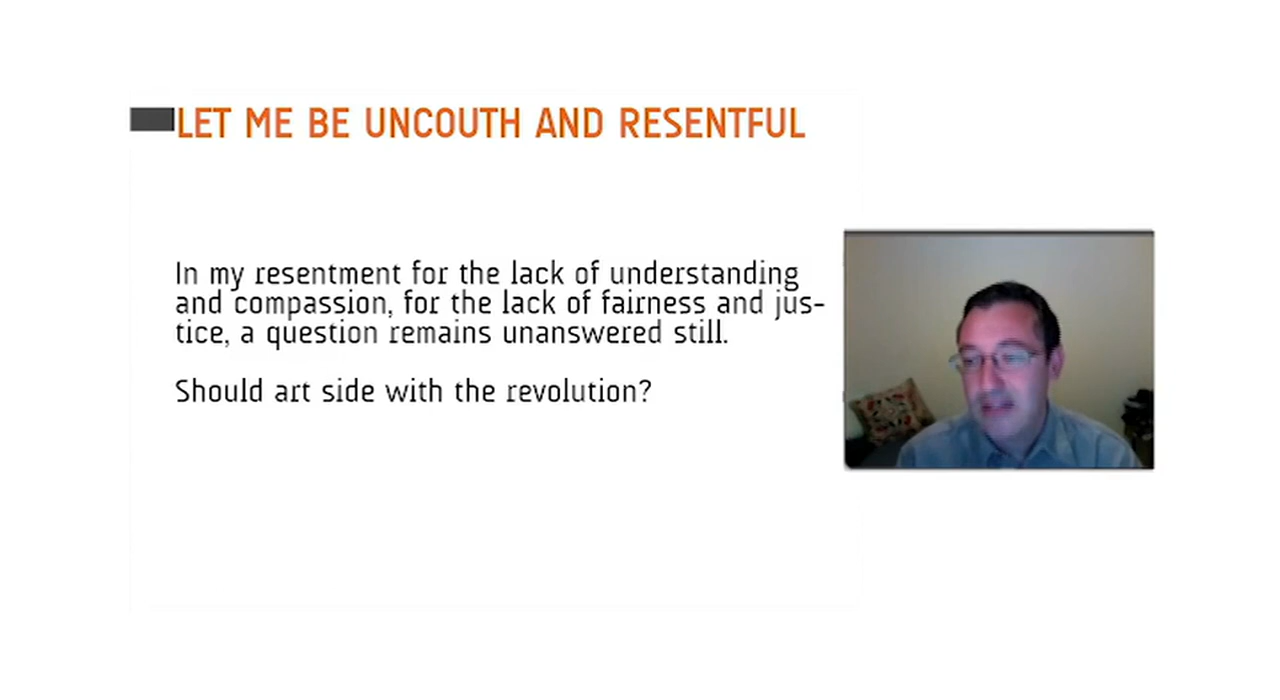 LET ME BE UNCOUTH AND RESENTFUL
In my resentment for the lack of understanding
and compassion, for the lack of fairness and jus-
tice, a question remains unanswered still.
Should art side with the revolution?